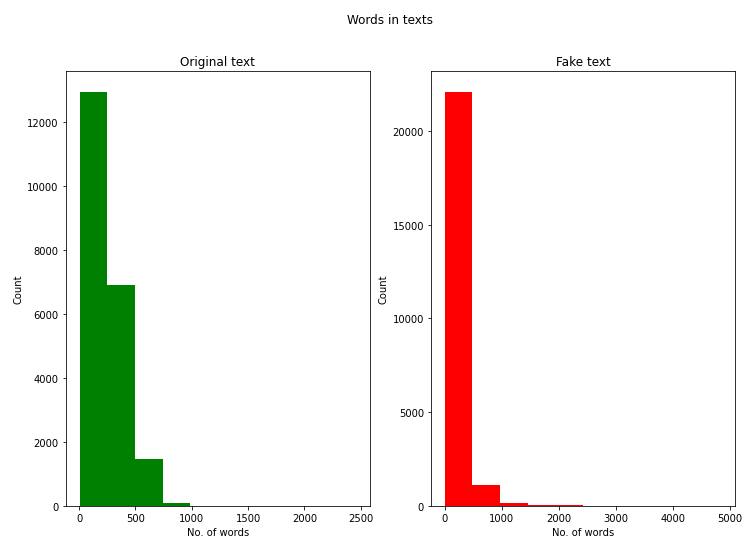 Words in texts
Original text
Fake text
Count
12000
10000
8000
6000
4000
2000
0
0 500 1000 1500 2000 2500
No. of words
Count
20000
15000
10000
5000
0
0 1000 2000 3000 4000 5000
No. of words